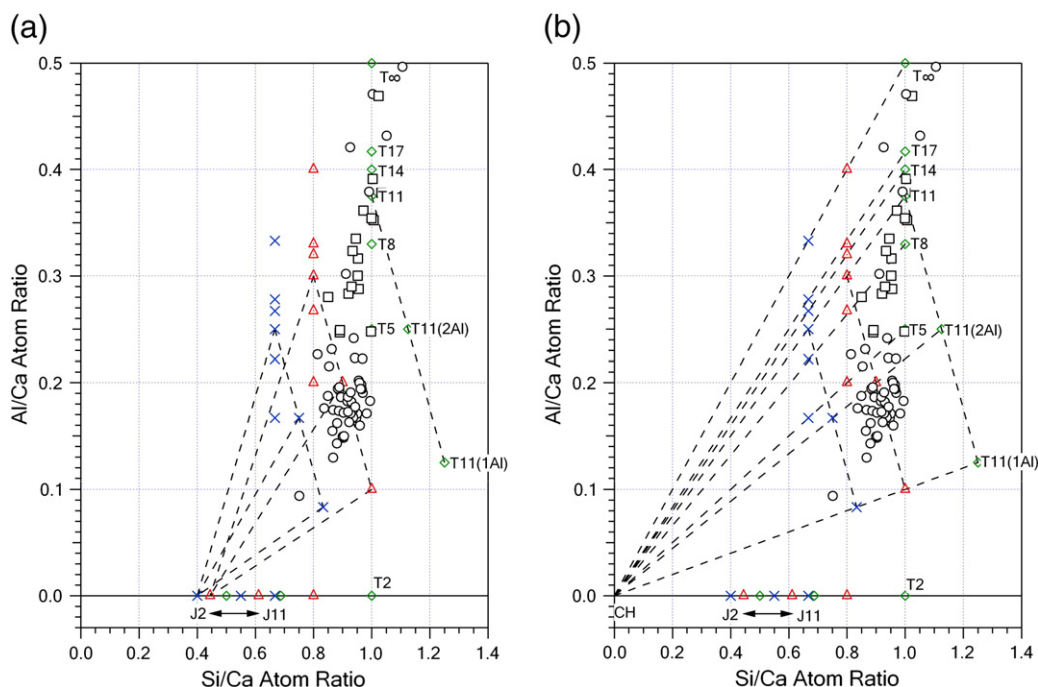 (a)
0.5
0.4
0.3
0.2
0.1
0.0
Al/Ca Atom Ratio
T∞
T17
T14
T11
T8
T5
T11(2Al)
T11(1Al)
T2
J2
J11
0.0 0.2 0.4 0.6 0.8 1.0 1.2 1.4
Si/Ca Atom Ratio
(b)
0.5
0.4
0.3
0.2
0.1
0.0
Al/Ca Atom Ratio
T∞
T17
T14
T11
T8
T5
T11(2Al)
T11(1Al)
T2
CH
J2
J11
0.0 0.2 0.4 0.6 0.8 1.0 1.2 1.4
Si/Ca Atom Ratio